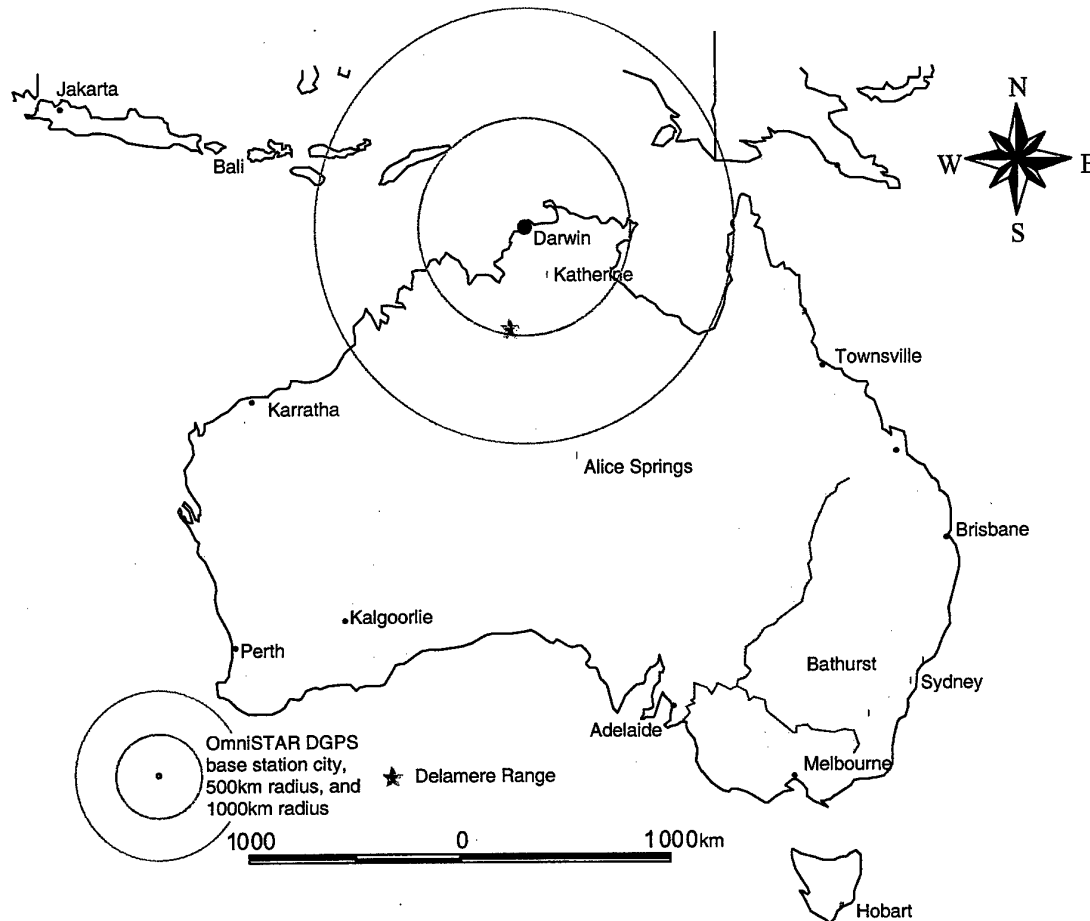 Jakarta
N
Bali
W
E
S
Darwin
Katherine
Townsville
Karratha
Alice Springs
Brisbane
Kalgoorlie
Perth
Bathurst
Sydney
Adelaide
OmniSTAR DGPS
base station city,
500km radius, and
1000km radius
Delamere Range
Melbourne
1000 0 1000km
Hobart